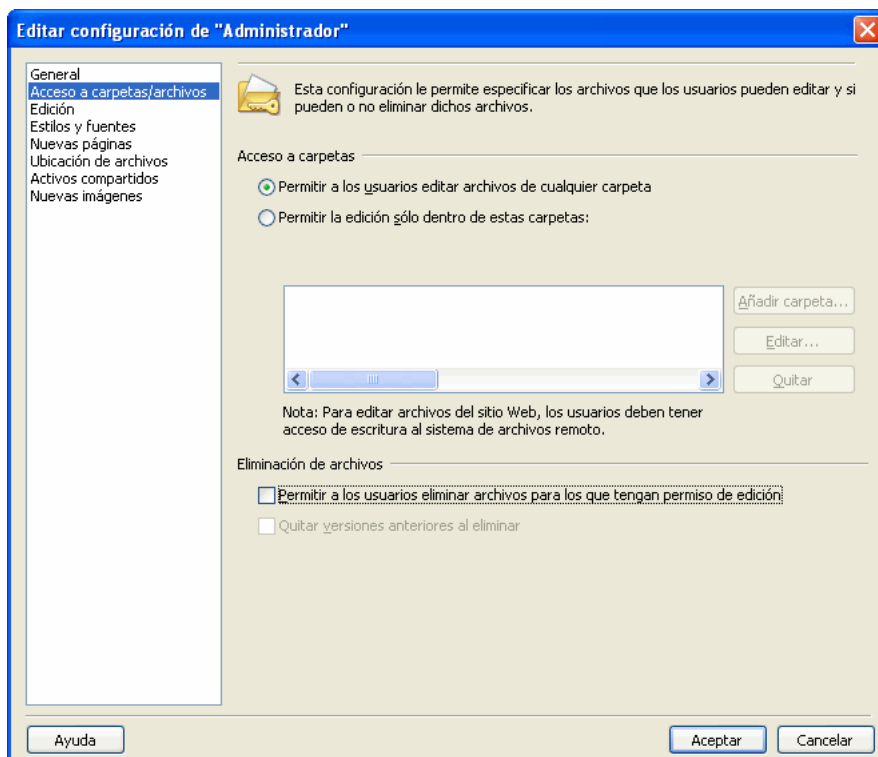 Editar configuración de "Administrador"
General
Acceso a carpetas/archivos
Edición
Estilos y fuentes
Nuevas páginas
Ubicación de archivos
Activos compartidos
Nuevas imágenes
Esta configuración le permite especificar los archivos que los usuarios pueden editar y si
pueden o no eliminar dichos archivos.
Acceso a carpetas
Permitir a los usuarios editar archivos de cualquier carpeta
Permitir la edición sólo dentro de estas carpetas:
Añadir carpeta...
Editar...
Quitar
Nota: Para editar archivos del sitio Web, los usuarios deben tener
acceso de escritura al sistema de archivos remoto.
Eliminación de archivos
Permitir a los usuarios eliminar archivos para los que tengan permiso de edición
Quitar versiones anteriores al eliminar
Ayuda
Aceptar
Cancelar